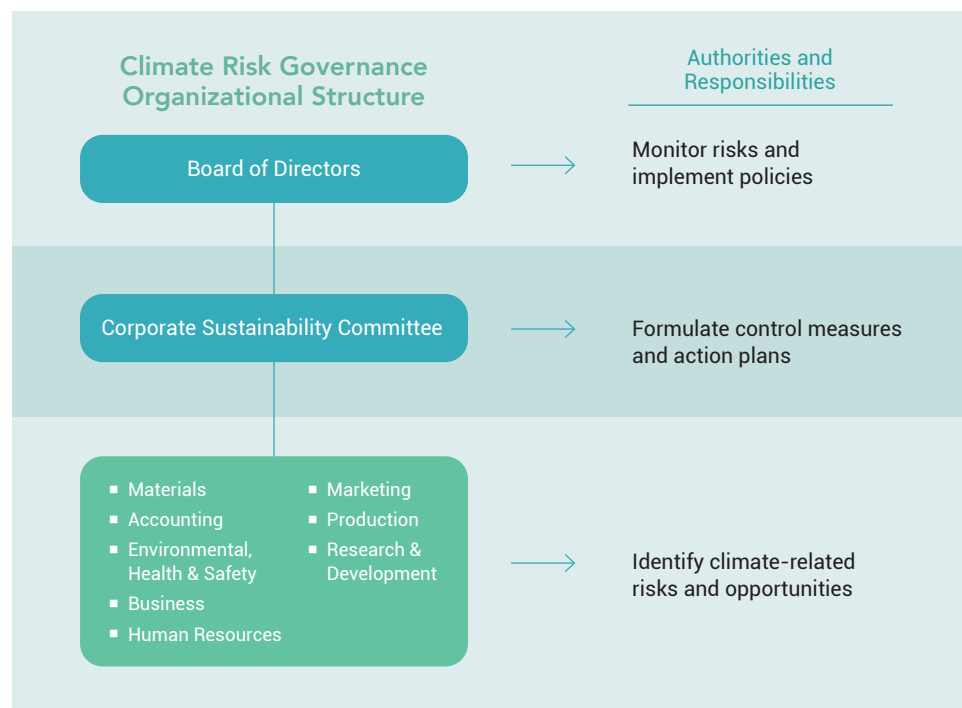 Climate Risk Governance
Organizational Structure
Authorities and
Responsibilities
Board of Directors
Monitor risks and
implement policies
Corporate Sustainability Committee
Formulate control measures
and action plans
■ Materials
■ Accounting
■ Environmental,
Health & Safety
■ Business
■ Human Resources
■ Marketing
■ Production
■ Research &
Development
Identify climate-related
risks and opportunities